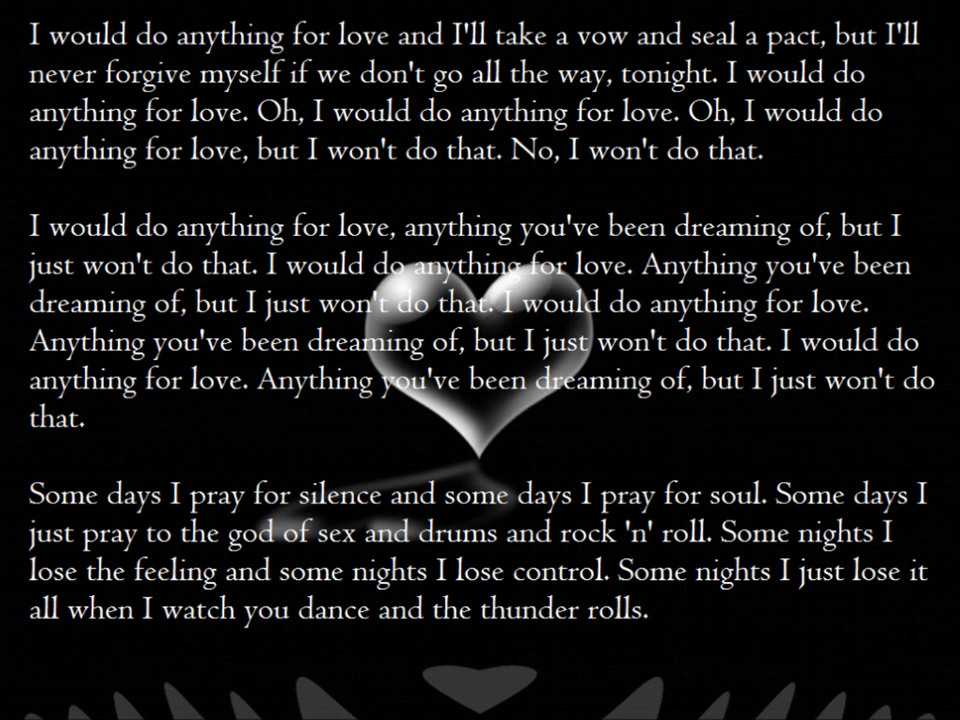 I would do anything for love and I'll take a vow and seal a pact, but I'll
never forgive myself if we don't go all the way, tonight. I would do
anything for love. Oh, I would do anything for love. Oh, I would do
anything for love, but I won't do that. No, I won't do that.

I would do anything for love, anything you've been dreaming of, but I
just won't do that. I would do anything for love. Anything you've been
dreaming of, but I just won't do that. I would do anything for love.
Anything you've been dreaming of, but I just won't do that. I would do
anything for love. Anything you've been dreaming of, but I just won't do
that.

Some days I pray for silence and some days I pray for soul. Some days I
just pray to the god of sex and drums and rock 'n' roll. Some nights I
lose the feeling and some nights I lose control. Some nights I just lose it
all when I watch you dance and the thunder rolls.